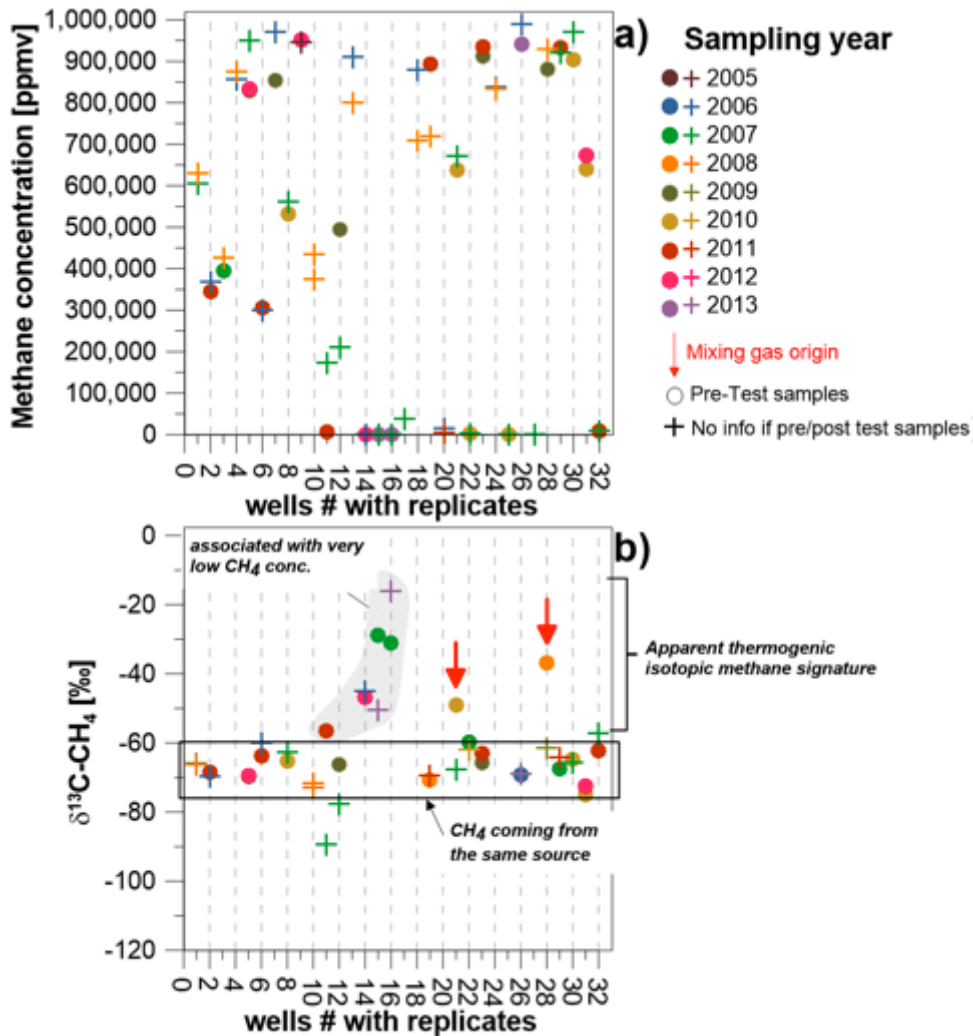 a)
Methane concentration [ppmv]
1,000,000
900,000
800,000
700,000
600,000
500,000
400,000
300,000
200,000
100,000
0
0 2 4 6 8 10 12 14 16 18 20 22 24 26 28 30 32
wells # with replicates
Sampling year
2005
2006
2007
2008
2009
2010
2011
2012
2013
Mixing gas origin
Pre-Test samples
No info if pre/post test samples
b)
δ¹³C-CH₄ [‰]
0
-20
-40
-60
-80
-100
-120
associated with very
low CH₄ conc.
Apparent thermogenic
isotopic methane signature
CH₄ coming from
the same source
0 2 4 6 8 10 12 14 16 18 20 22 24 26 28 30 32
wells # with replicates